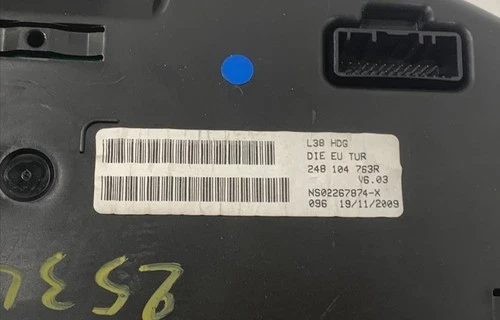 L38 HDG
DIE EU TUR
248 104 763R
V6.03
NS02267874-X
096 19/11/2009